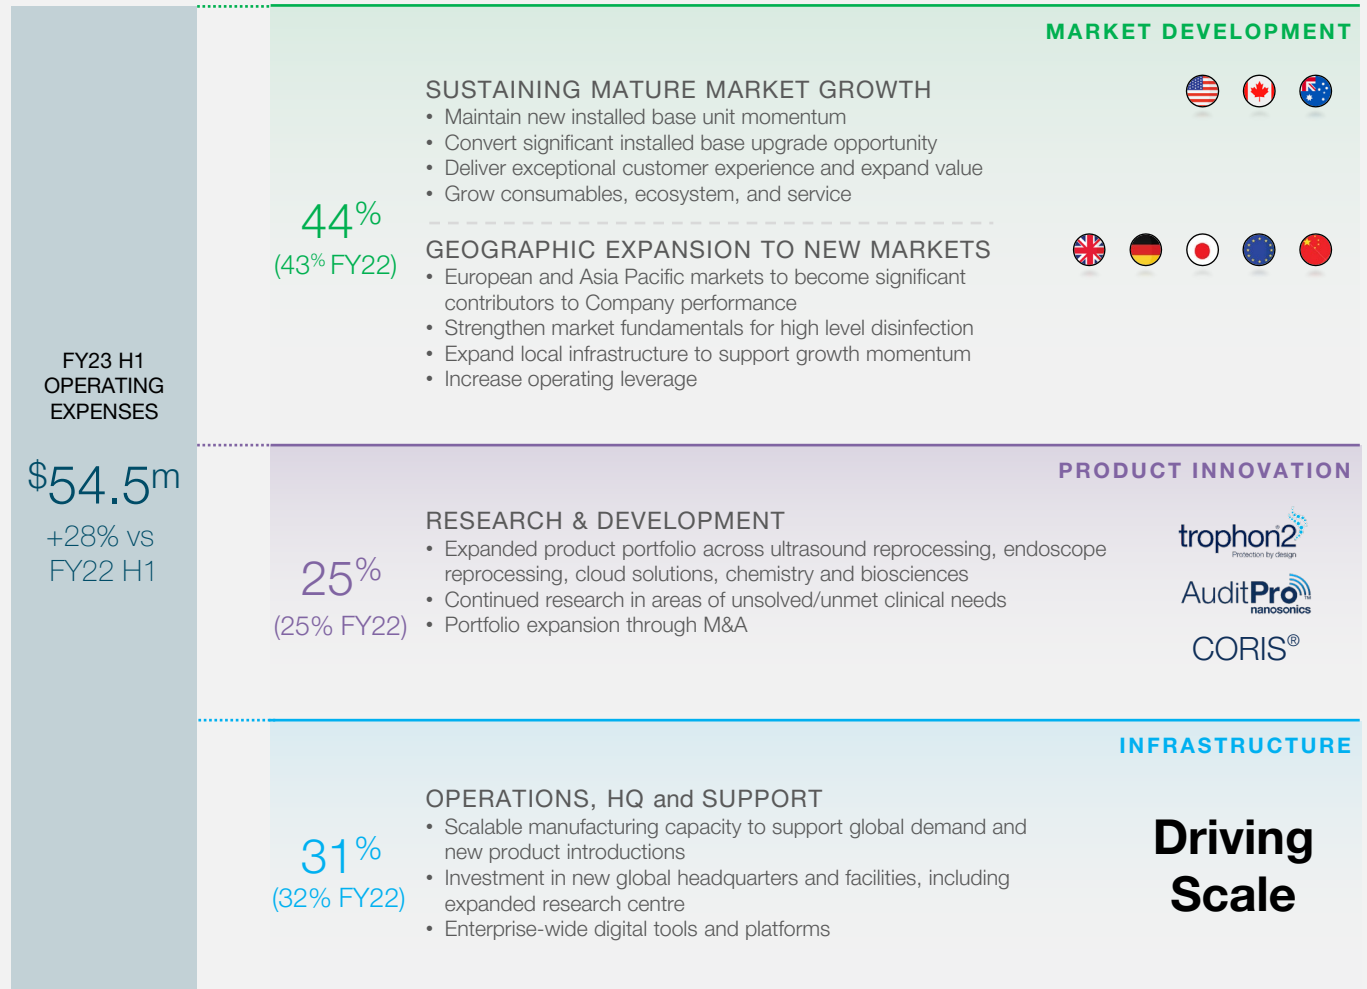 MARKET DEVELOPMENT
SUSTAINING MATURE MARKET GROWTH
• Maintain new installed base unit momentum
• Convert significant installed base upgrade opportunity
• Deliver exceptional customer experience and expand value
• Grow consumables, ecosystem, and service
44%
(43% FY22)
GEOGRAPHIC EXPANSION TO NEW MARKETS
• European and Asia Pacific markets to become significant
contributors to Company performance
• Strengthen market fundamentals for high level disinfection
• Expand local infrastructure to support growth momentum
• Increase operating leverage
FY23 H1
OPERATING
EXPENSES
$54.5m
+28% vs
FY22 H1
PRODUCT INNOVATION
RESEARCH & DEVELOPMENT
• Expanded product portfolio across ultrasound reprocessing, endoscope
reprocessing, cloud solutions, chemistry and biosciences
• Continued research in areas of unsolved/unmet clinical needs
• Portfolio expansion through M&A
25%
(25% FY22)
trophon2
Protection by design
AuditPro™
nanosonics
CORIS®
INFRASTRUCTURE
OPERATIONS, HQ and SUPPORT
• Scalable manufacturing capacity to support global demand and
new product introductions
• Investment in new global headquarters and facilities, including
expanded research centre
• Enterprise-wide digital tools and platforms
31%
(32% FY22)
Driving
Scale